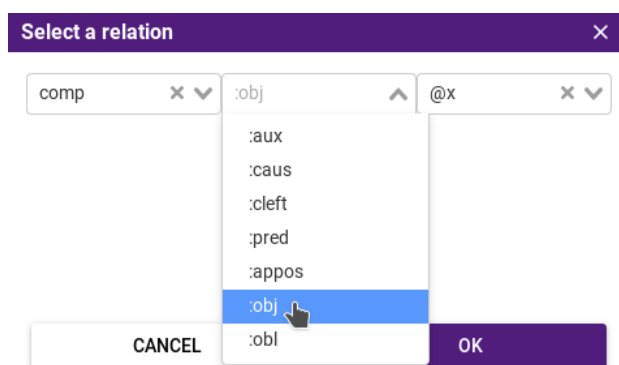 Select a relation
comp :obj @x
:aux
:caus
:cleft
:pred
:appos
:obj
:obl
CANCEL OK